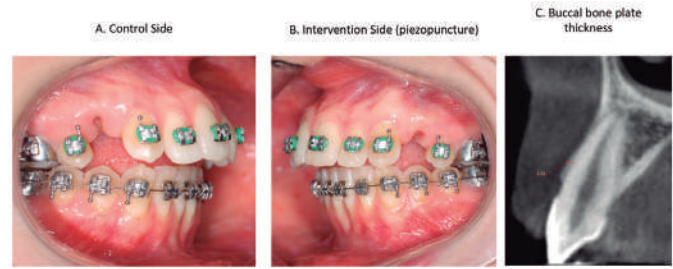 A. Control Side
B. Intervention Side (piezopuncture)
C. Buccal bone plate
thickness